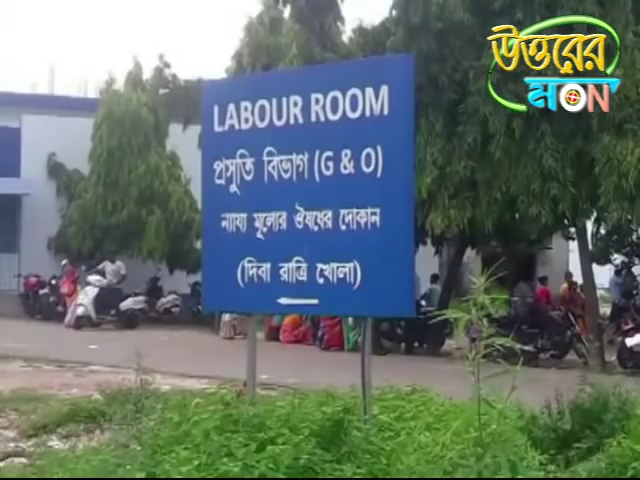 উত্তরের
মন
LABOUR ROOM
প্রসুতি বিভাগ (G & O)
ন্যায্য মূল্যের ঔষধের দোকান
(দিবা রাত্রি খোলা)